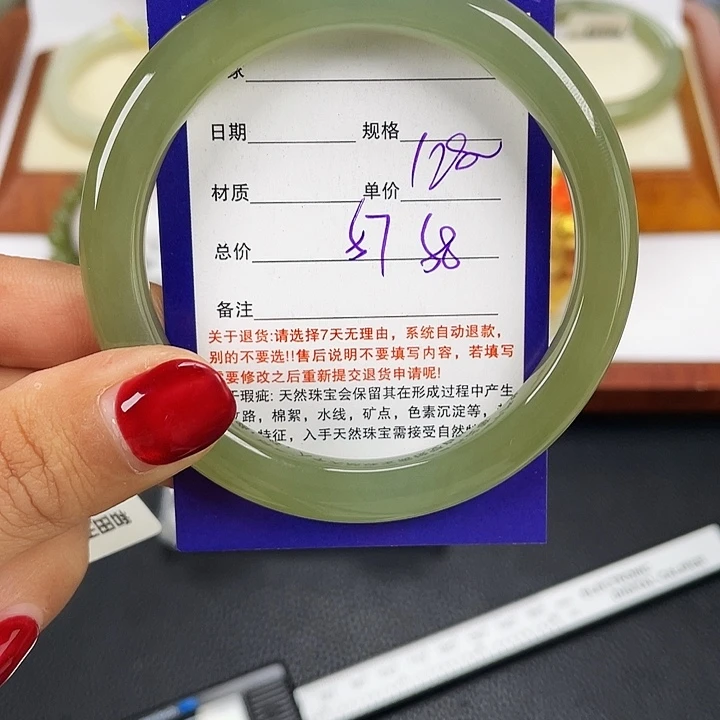 日期 规格
128
材质 单价
57 58
总价
备注
关于退货:请选择7天无理由，系统自动退款，
别的不要选!!售后说明不要填写内容，若填写
要修改之后重新提交退货申请呢!
瑕疵: 天然珠宝会保留其在形成过程中产生
路，棉絮，水线，矿点，色素沉淀等，
特征，入手天然珠宝需接受自然
和田玉